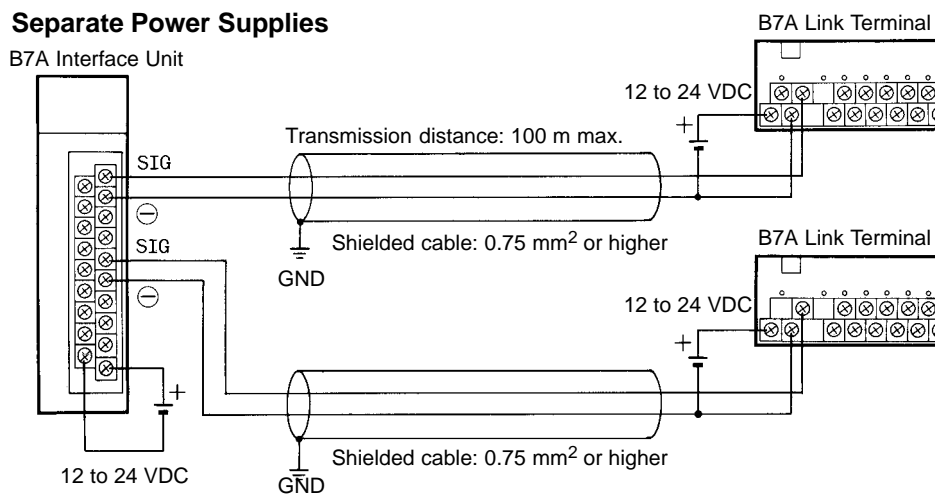 Separate Power Supplies
B7A Interface Unit
B7A Link Terminal
12 to 24 VDC
+
Transmission distance: 100 m max.
SIG
⊖
Shielded cable: 0.75 mm² or higher
GND
SIG
⊖
B7A Link Terminal
12 to 24 VDC
+
+
Shielded cable: 0.75 mm² or higher
12 to 24 VDC
GND